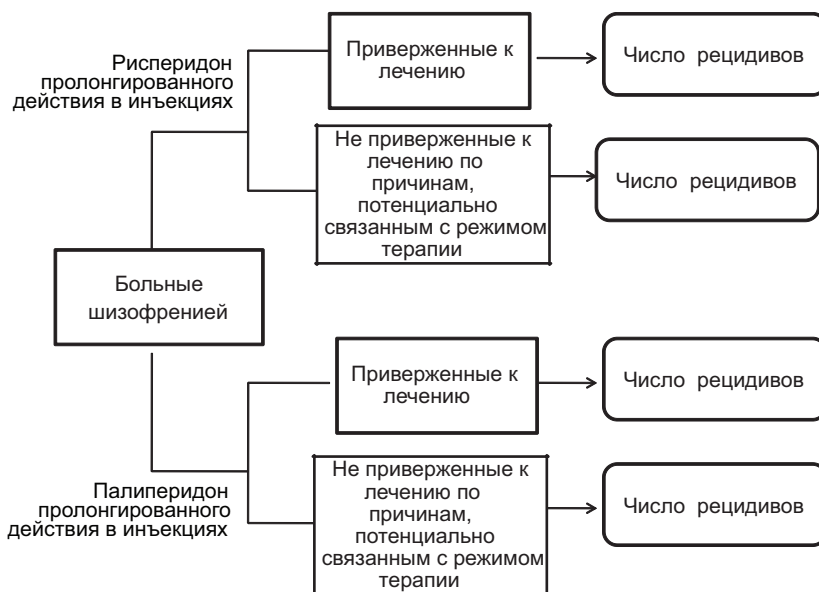 Рисперидон
пролонгированного
действия в инъекциях
Приверженные к
лечению
Число рецидивов
Не приверженные к
лечению по
причинам,
потенциально
связанным с режимом
терапии
Число рецидивов
Больные
шизофренией
Приверженные к
лечению
Число рецидивов
Палиперидон
пролонгированного
действия в инъекциях
Не приверженные к
лечению по
причинам,
потенциально
связанным с режимом
терапии
Число рецидивов